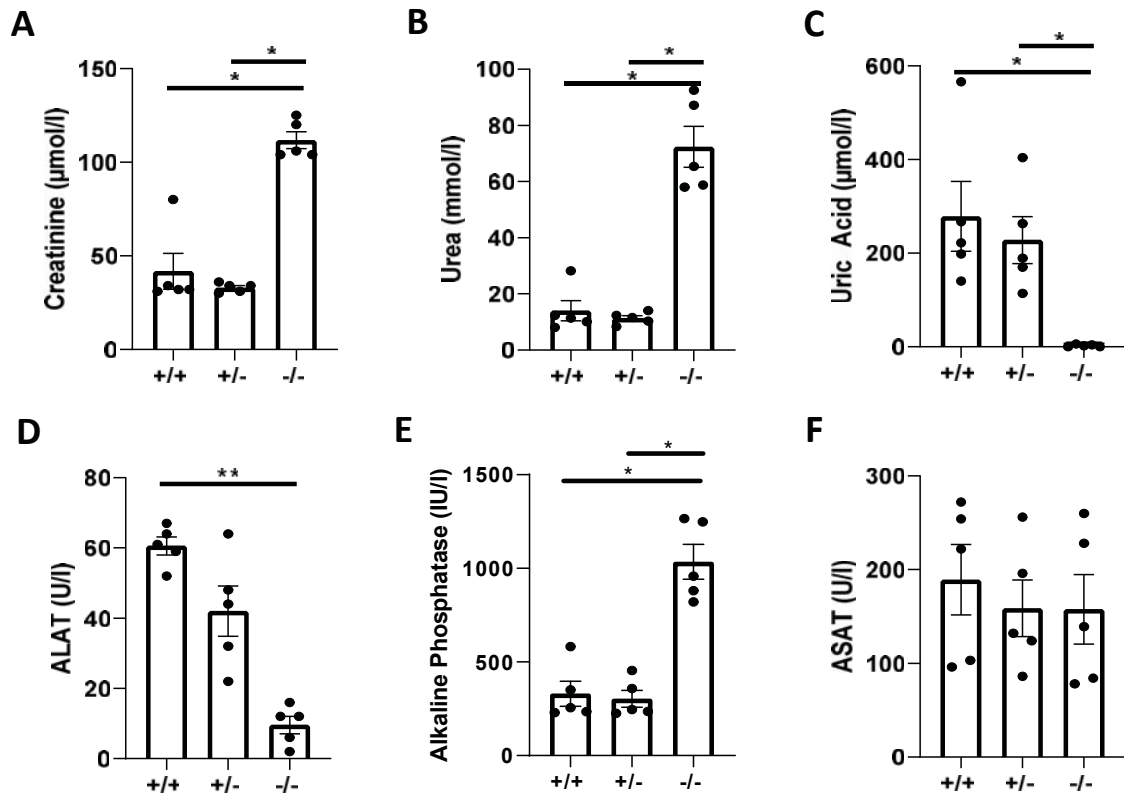 A
Creatinine (µmol/l)
150
100
50
0
*
*
+/+ +/- -/-
B
Urea (mmol/l)
100
80
60
40
20
0
*
*
+/+ +/- -/-
C
Uric Acid (µmol/l)
600
400
200
0
*
*
+/+ +/- -/-
D
ALAT (U/l)
80
60
40
20
0
**
+/+ +/- -/-
E
Alkaline Phosphatase (IU/l)
1500
1000
500
0
*
*
+/+ +/- -/-
F
ASAT (U/l)
300
200
100
0
+/+ +/- -/-